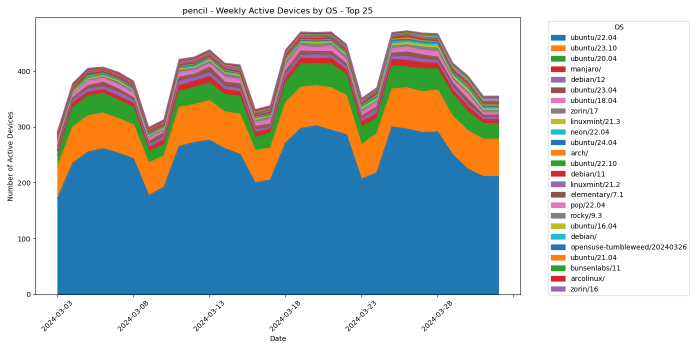 pencil - Weekly Active Devices by OS - Top 25
Number of Active Devices
400
300
200
100
0
2024-03-03
2024-03-08
2024-03-13
2024-03-18
2024-03-23
2024-03-28
Date
OS
ubuntu/22.04
ubuntu/23.10
ubuntu/20.04
manjaro/
debian/12
ubuntu/23.04
ubuntu/18.04
zorin/17
linuxmint/21.3
neon/22.04
ubuntu/24.04
arch/
ubuntu/22.10
debian/11
linuxmint/21.2
elementary/7.1
pop/22.04
rocky/9.3
ubuntu/16.04
debian/
opensuse-tumbleweed/20240326
ubuntu/21.04
bunsenlabs/11
arcolinux/
zorin/16